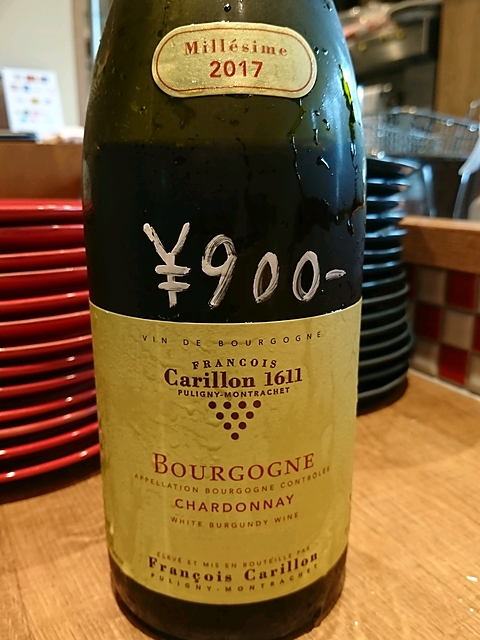 Millésime
2017
¥900-
VIN DE BOURGOGNE
FRANCOIS
Carillon 1611
PULIGNY-MONTRACHET
BOURGOGNE
APPELLATION BOURGOGNE CONTRÔLÉE
CHARDONNAY
WHITE BURGUNDY WINE
ÉLEVÉ ET MIS EN BOUTEILLE PAR
François Carillon
PULIGNY-MONTRACHET